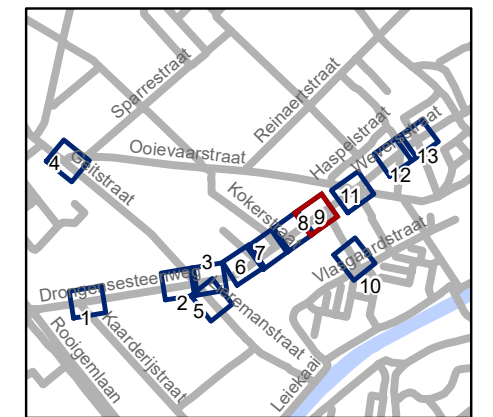 Sparrestraat
Reinaertstraat
Haspelstraat
Weversstraat
Ooievaarstraat
Geitstraat
Kokerstraat
Vlasgaardstraat
Drongensesteenweg
Rooigemlaan
Kaarderijstraat
Leiekaai
4
13
12
11
9
8
7
6
10
3
2
5
1